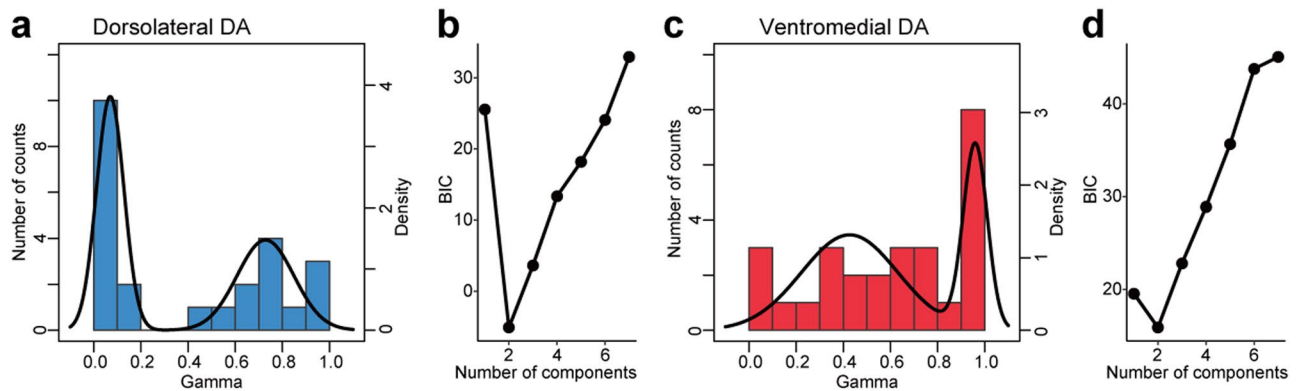 a
Dorsolateral DA
Number of counts
8
4
0
4
2
0
Density
0.0 0.2 0.4 0.6 0.8 1.0
Gamma
b
BIC
30
20
10
0
2 4 6
Number of components
c
Ventromedial DA
Number of counts
8
4
0
3
2
1
0
Density
0.0 0.2 0.4 0.6 0.8 1.0
Gamma
d
BIC
40
30
20
2 4 6
Number of components